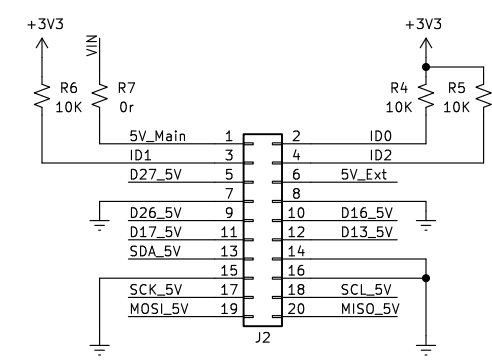 +3V3 VIN +3V3
R6 R7 R4 R5
10K 0r 10K 10K
5V_Main 1 2 ID0
ID1 3 4 ID2
D27_5V 5 6 5V_Ext
7 8
D26_5V 9 10 D16_5V
D17_5V 11 12 D13_5V
SDA_5V 13 14
15 16
SCK_5V 17 18 SCL_5V
MOSI_5V 19 20 MISO_5V
J2